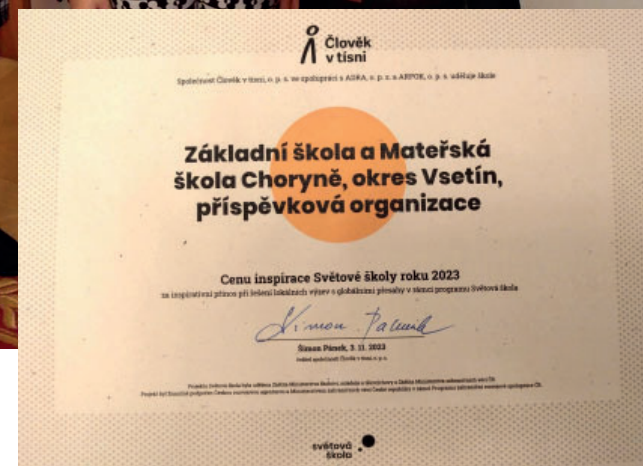 Člověk
v tísni
Společnost Člověk v tísni, o. p. s. ve spolupráci s ADRA, o. p. s. a ARPOK, o. p. s. uděluje škole
Základní škola a Mateřská
škola Choryně, okres Vsetín,
příspěvková organizace
Cenu inspirace Světové školy roku 2023
za inspirativní přínos při řešení lokálních výzev s globálními přesahy v rámci programu Světová škola
Šimon Pánek, 3. 11. 2023
ředitel společnosti Člověk v tísni, o. p. s.
světová
škola